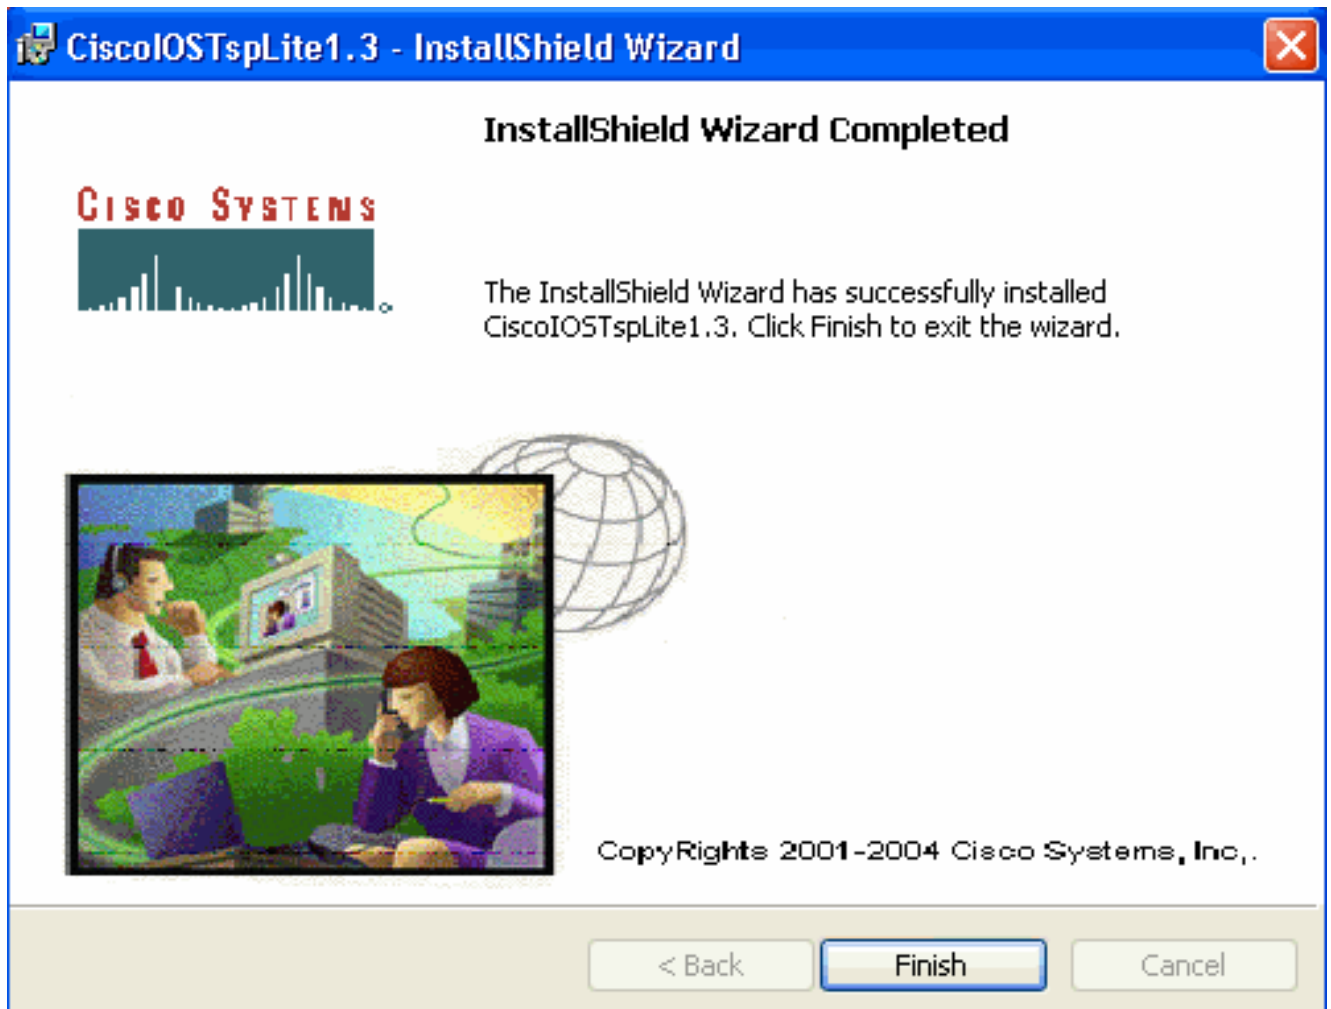 CiscoIOSTspLite1.3 - InstallShield Wizard
InstallShield Wizard Completed
CISCO SYSTEMS
The InstallShield Wizard has successfully installed
CiscoIOSTspLite1.3. Click Finish to exit the wizard.
CopyRights 2001-2004 Cisco Systems, Inc,.
< Back
Finish
Cancel